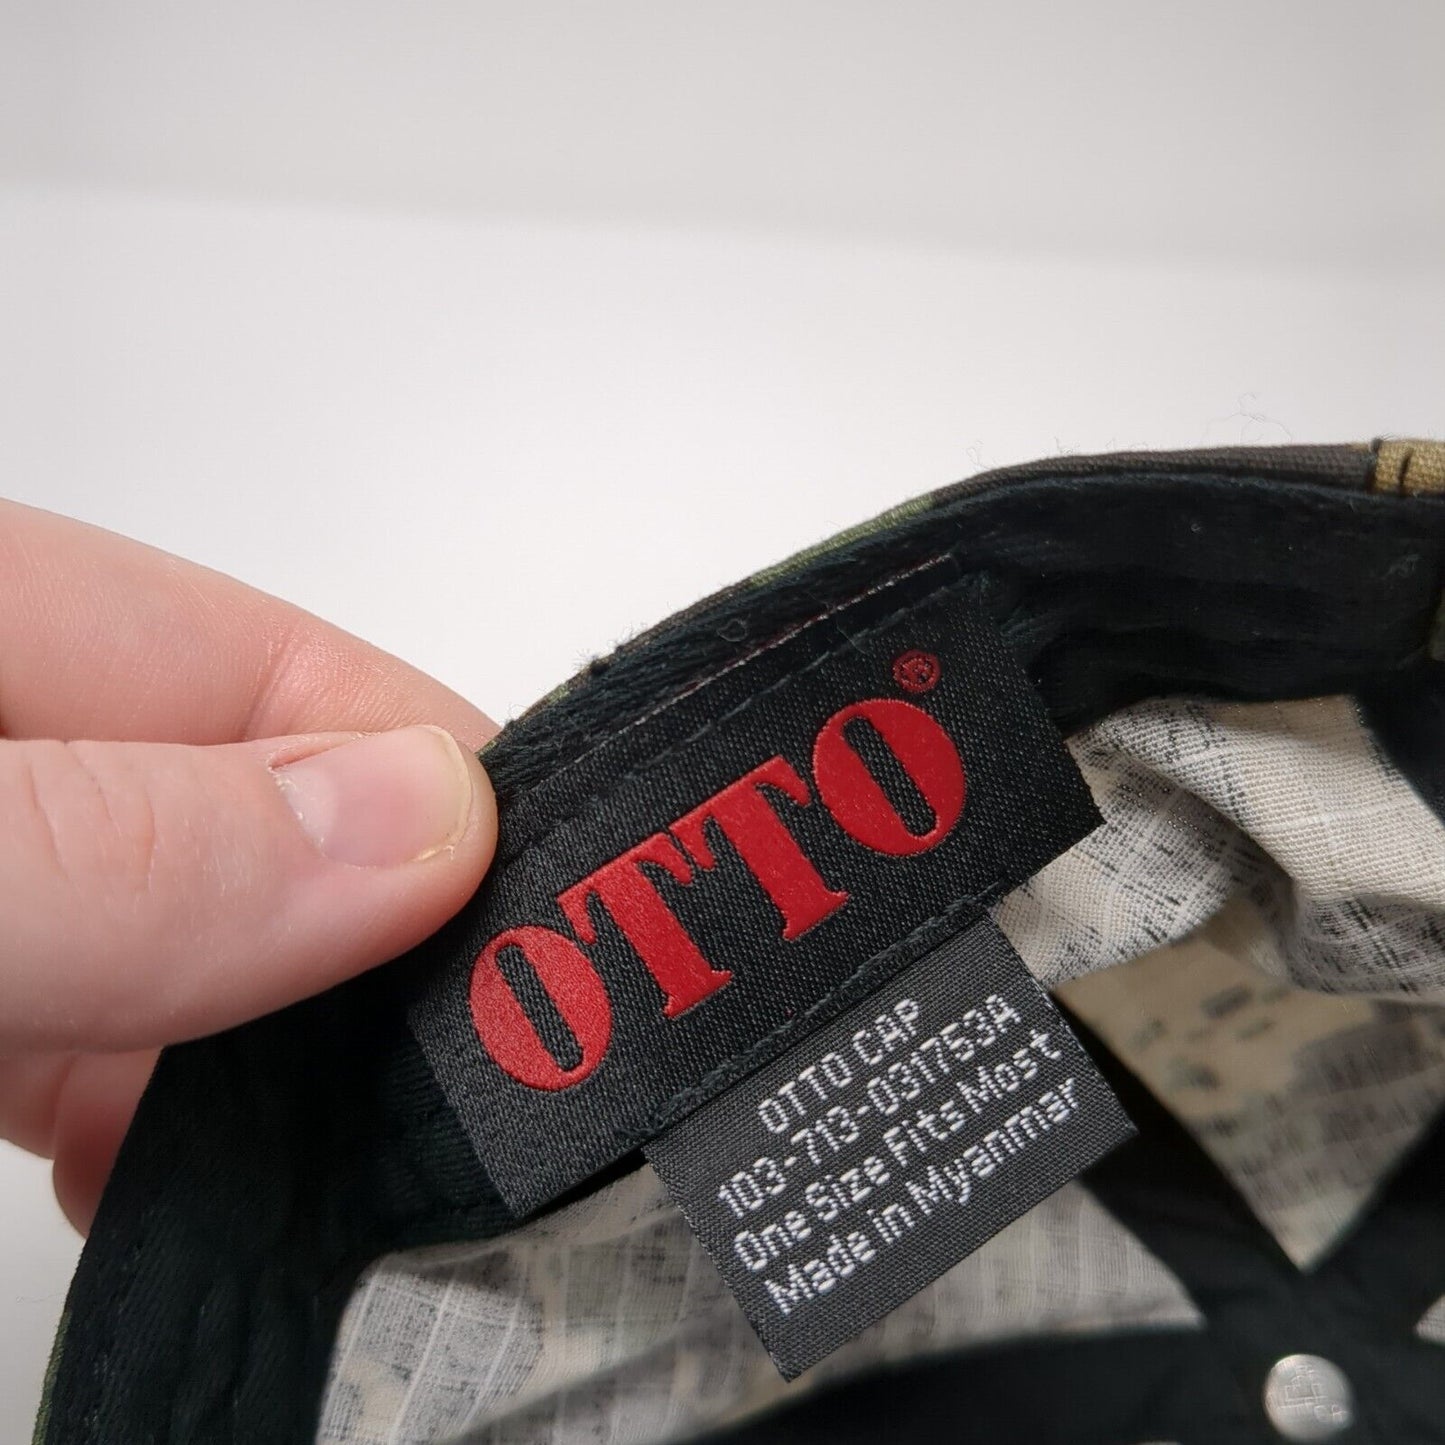 OTTO®
OTTO CAP
103-713-031753A
One Size Fits Most
Made in Myanmar